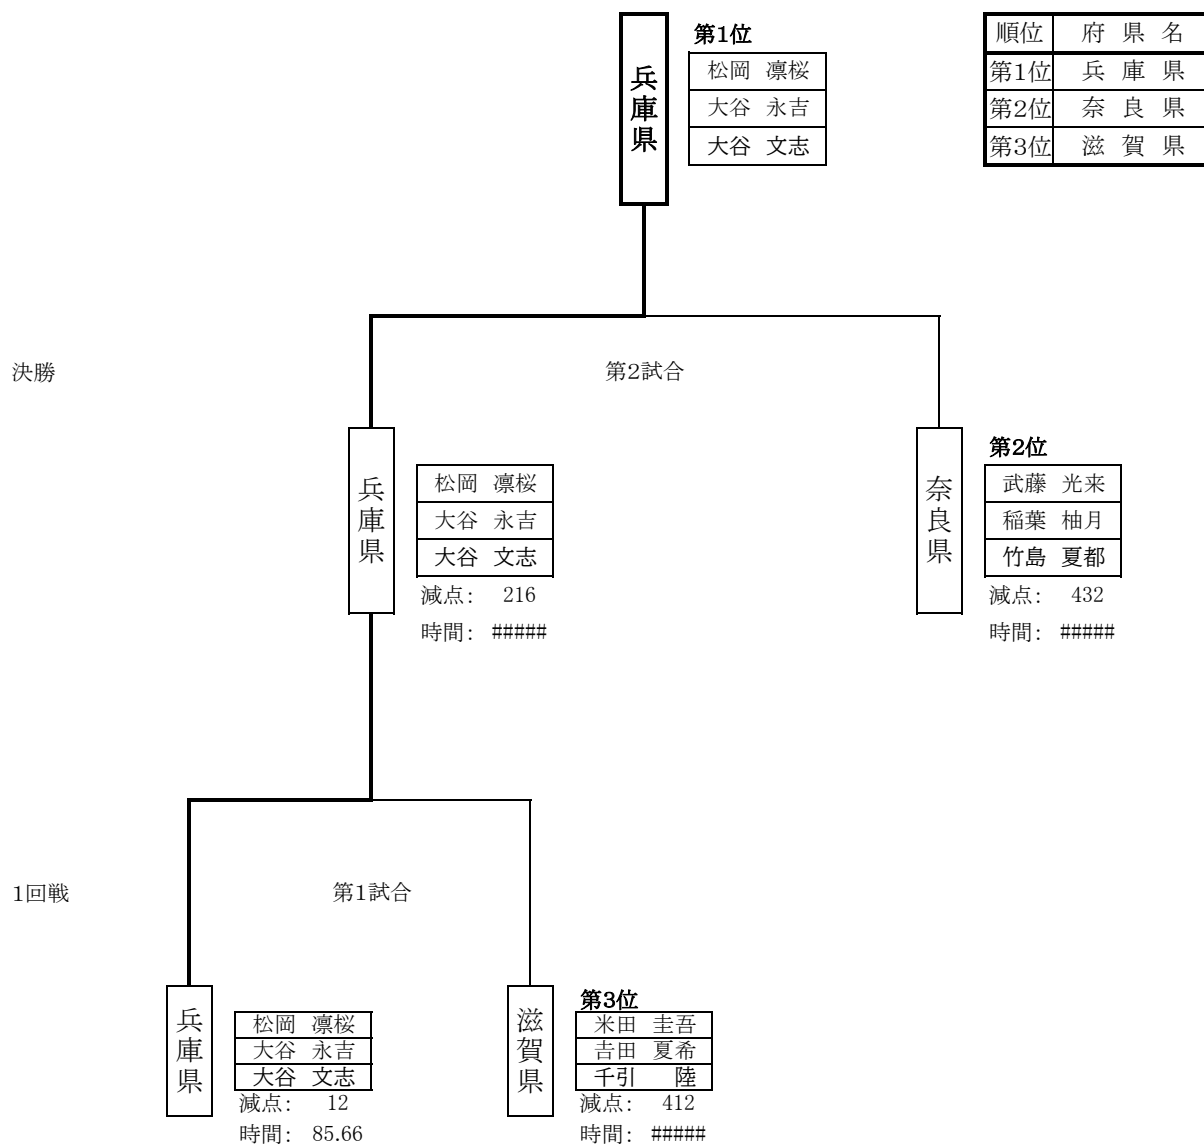 兵庫県
第1位
松岡 凛桜
大谷 永吉
大谷 文志
順位 府県名
第1位 兵庫県
第2位 奈良県
第3位 滋賀県
決勝
第2試合
兵庫県
松岡 凛桜
大谷 永吉
大谷 文志
減点: 216
時間: #####
奈良県
第2位
武藤 光来
稲葉 柚月
竹島 夏都
減点: 432
時間: #####
1回戦
第1試合
兵庫県
松岡 凛桜
大谷 永吉
大谷 文志
減点: 12
時間: 85.66
滋賀県
第3位
米田 圭吾
𠮷田 夏希
千引 陸
減点: 412
時間: #####